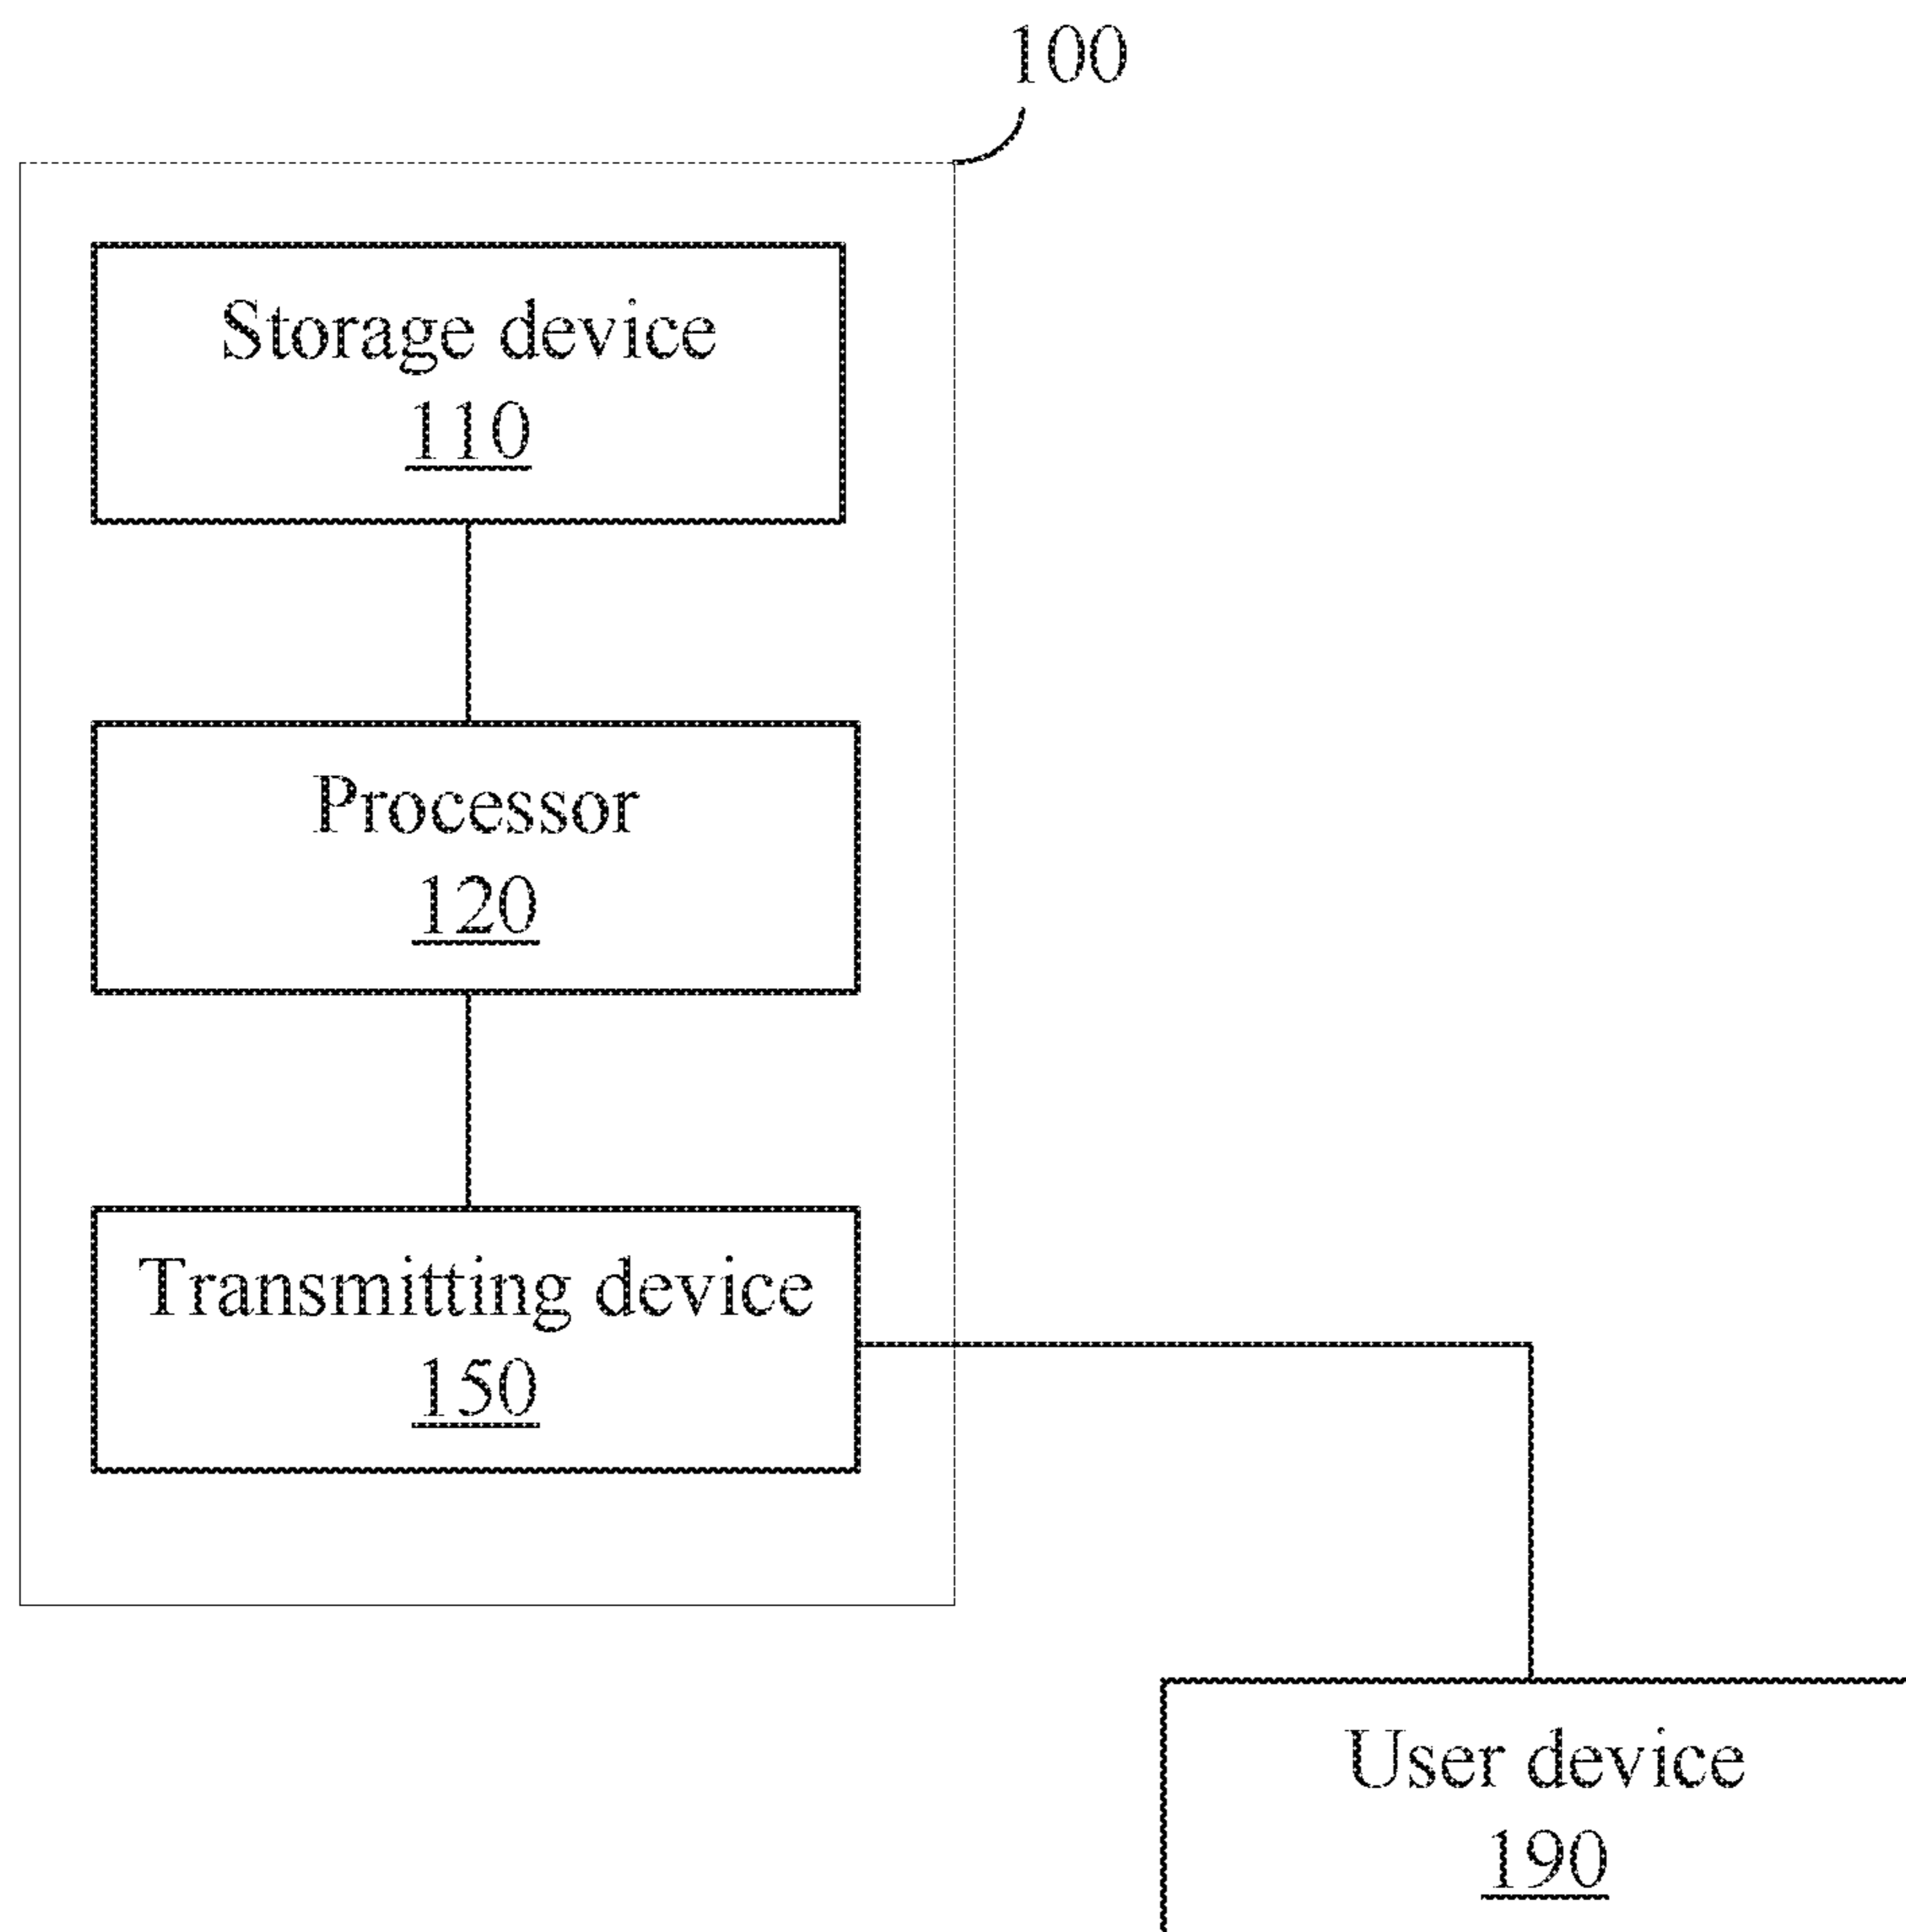 100
Storage device
110
Processor
120
Transmitting device
150
User device
190